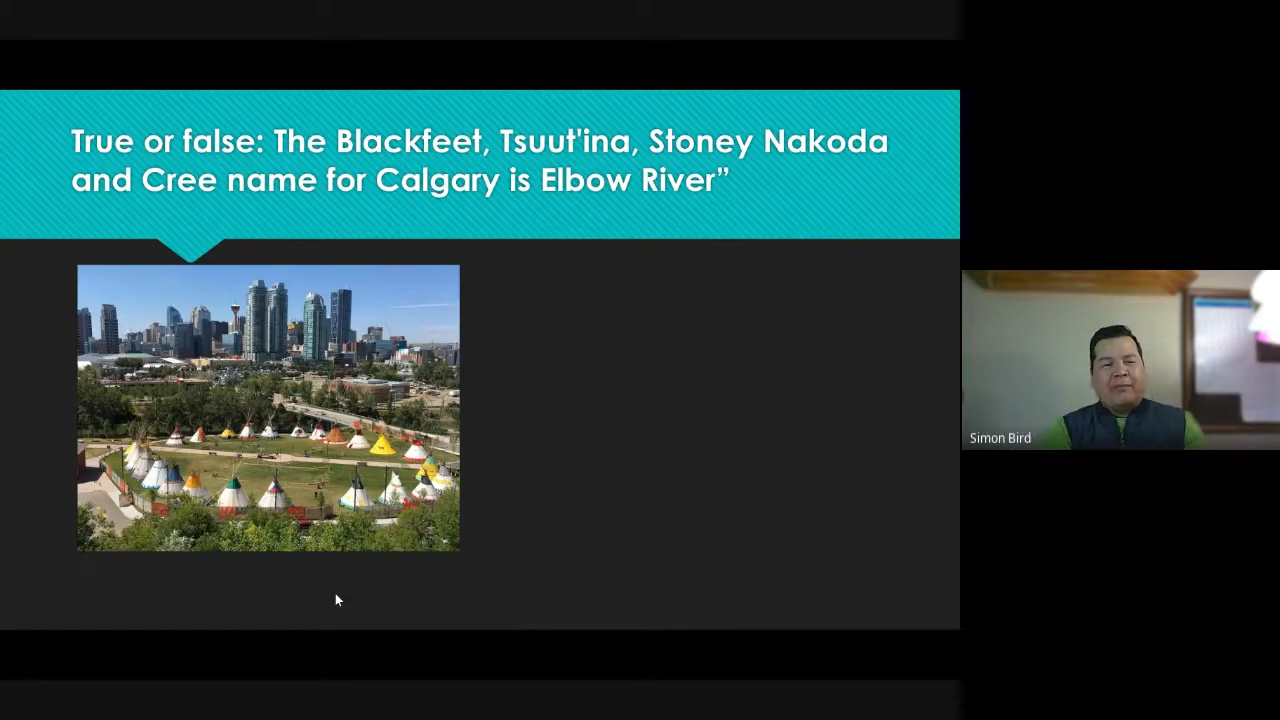 True or false: The Blackfeet, Tsuut'ina, Stoney Nakoda
and Cree name for Calgary is Elbow River”
Simon Bird